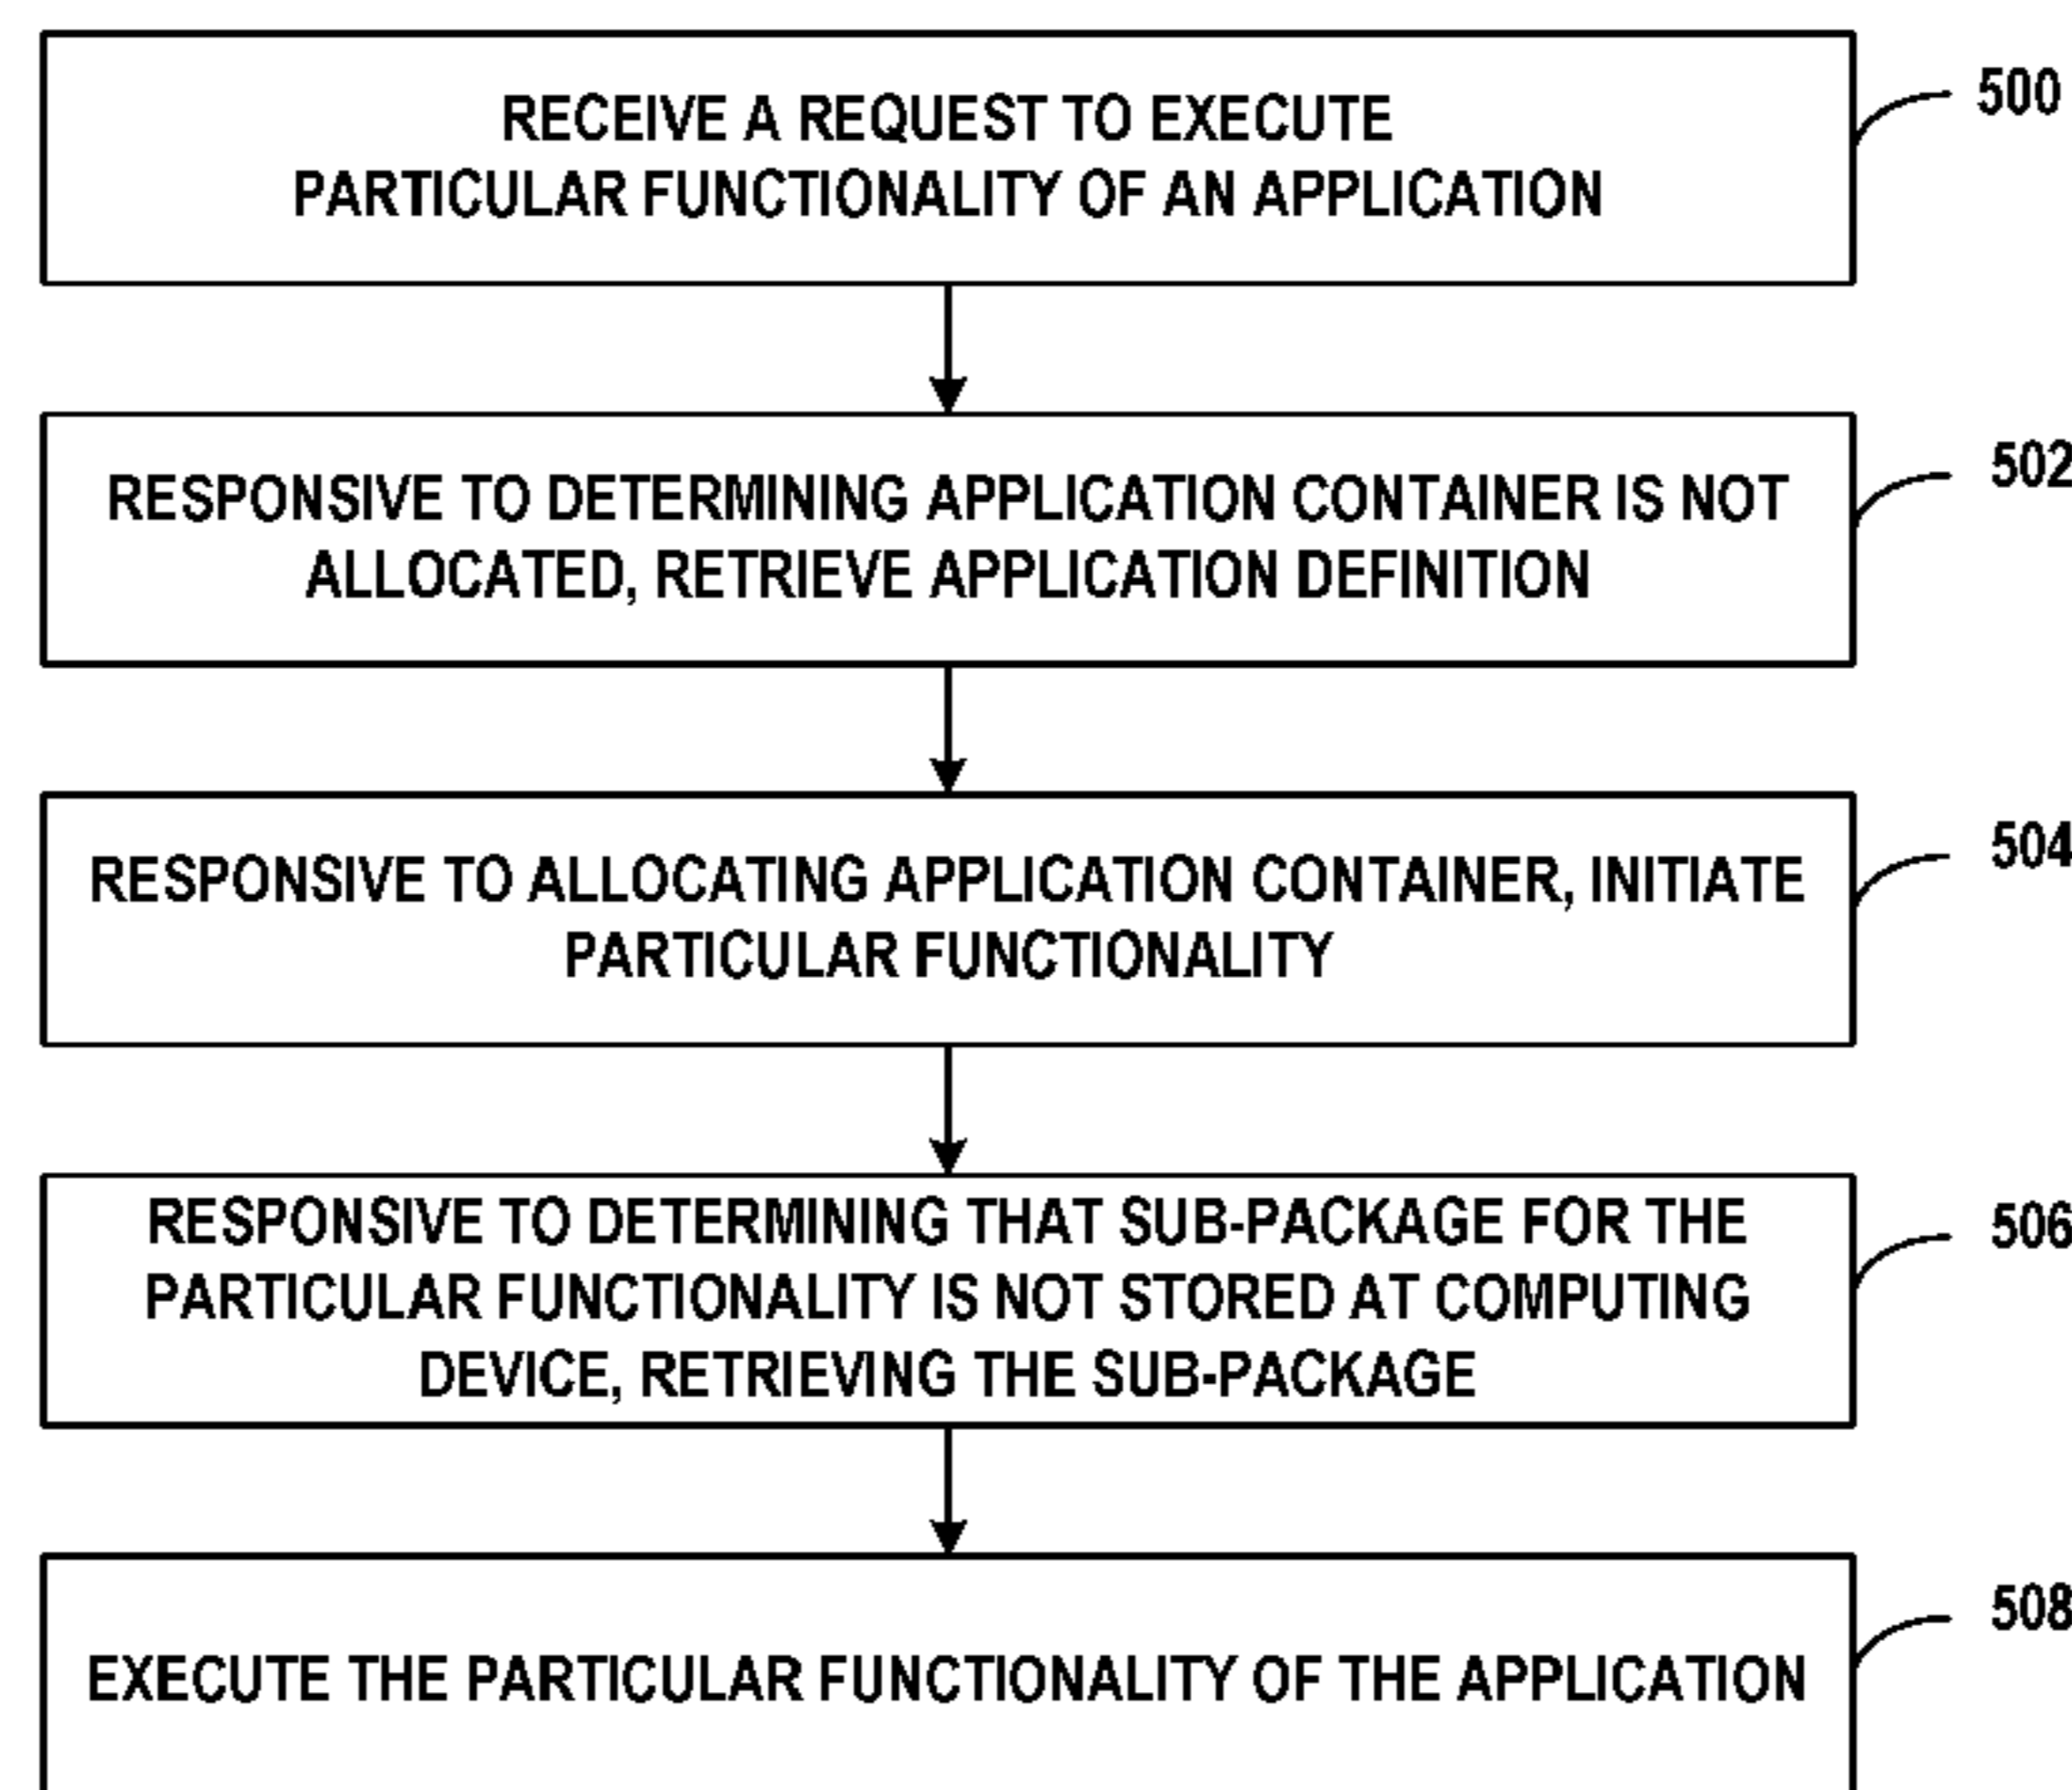 RECEIVE A REQUEST TO EXECUTE
PARTICULAR FUNCTIONALITY OF AN APPLICATION
500
RESPONSIVE TO DETERMINING APPLICATION CONTAINER IS NOT
ALLOCATED, RETRIEVE APPLICATION DEFINITION
502
RESPONSIVE TO ALLOCATING APPLICATION CONTAINER, INITIATE
PARTICULAR FUNCTIONALITY
504
RESPONSIVE TO DETERMINING THAT SUB-PACKAGE FOR THE
PARTICULAR FUNCTIONALITY IS NOT STORED AT COMPUTING
DEVICE, RETRIEVING THE SUB-PACKAGE
506
EXECUTE THE PARTICULAR FUNCTIONALITY OF THE APPLICATION
508